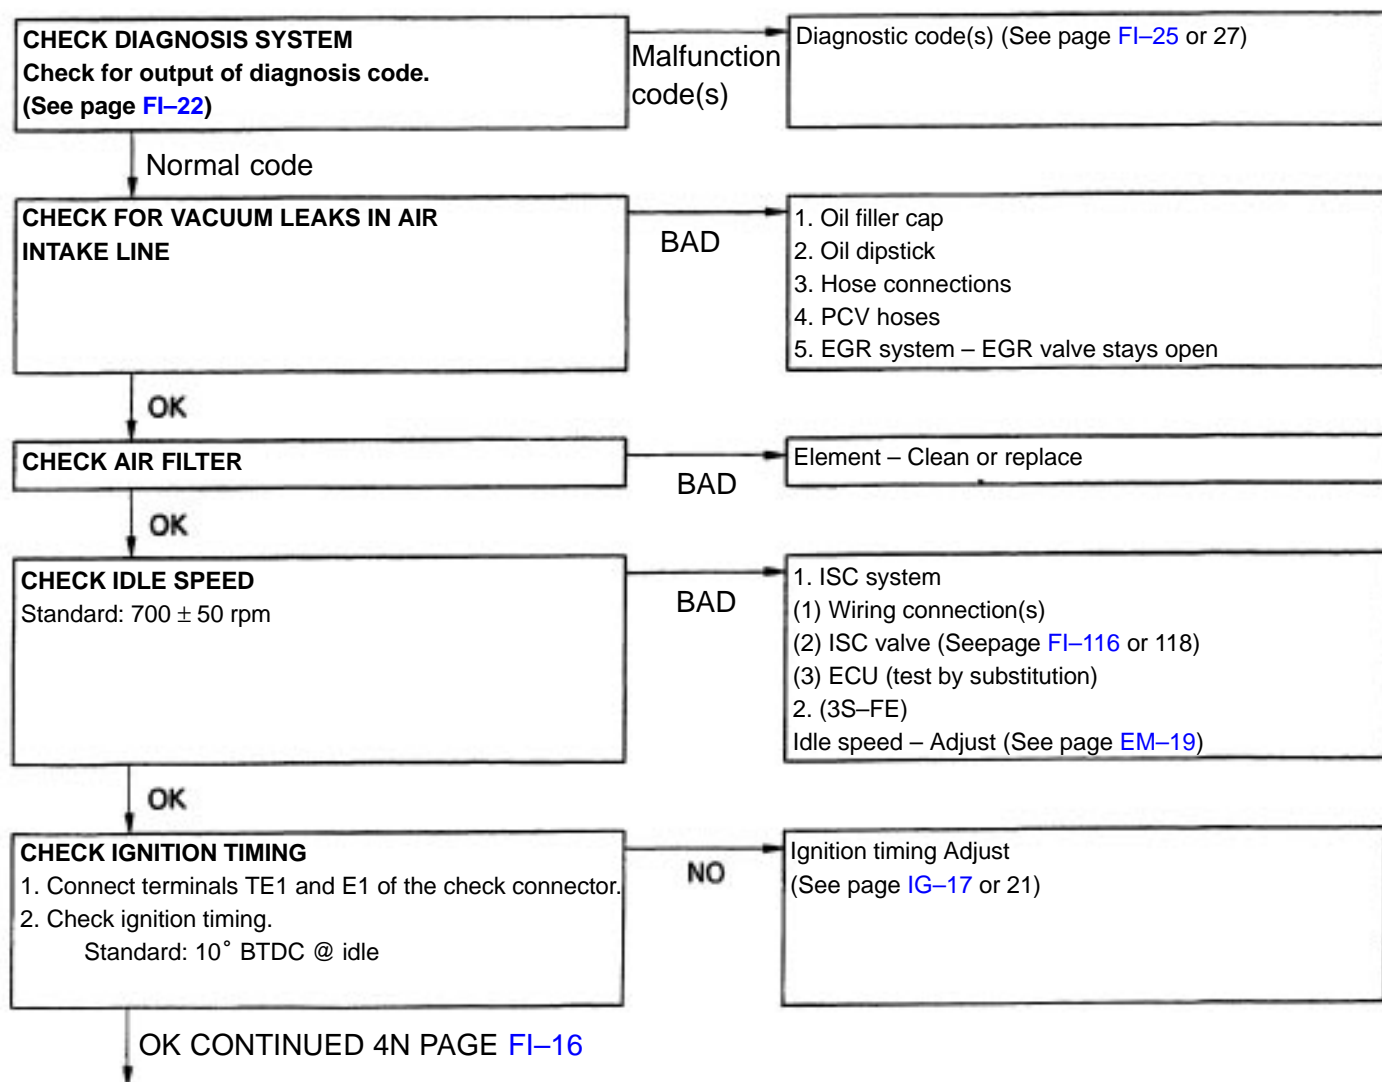 CHECK DIAGNOSIS SYSTEM
Check for output of diagnosis code.
(See page FI–22)
Malfunction
code(s)
Diagnostic code(s) (See page FI–25 or 27)
Normal code
CHECK FOR VACUUM LEAKS IN AIR
INTAKE LINE
BAD
1. Oil filler cap
2. Oil dipstick
3. Hose connections
4. PCV hoses
5. EGR system – EGR valve stays open
OK
CHECK AIR FILTER
BAD
Element – Clean or replace
OK
CHECK IDLE SPEED
Standard: 700 ± 50 rpm
BAD
1. ISC system
(1) Wiring connection(s)
(2) ISC valve (Seepage FI–116 or 118)
(3) ECU (test by substitution)
2. (3S–FE)
Idle speed – Adjust (See page EM–19)
OK
CHECK IGNITION TIMING
1. Connect terminals TE1 and E1 of the check connector.
2. Check ignition timing.
Standard: 10° BTDC @ idle
NO
Ignition timing Adjust
(See page IG–17 or 21)
OK CONTINUED 4N PAGE FI–16